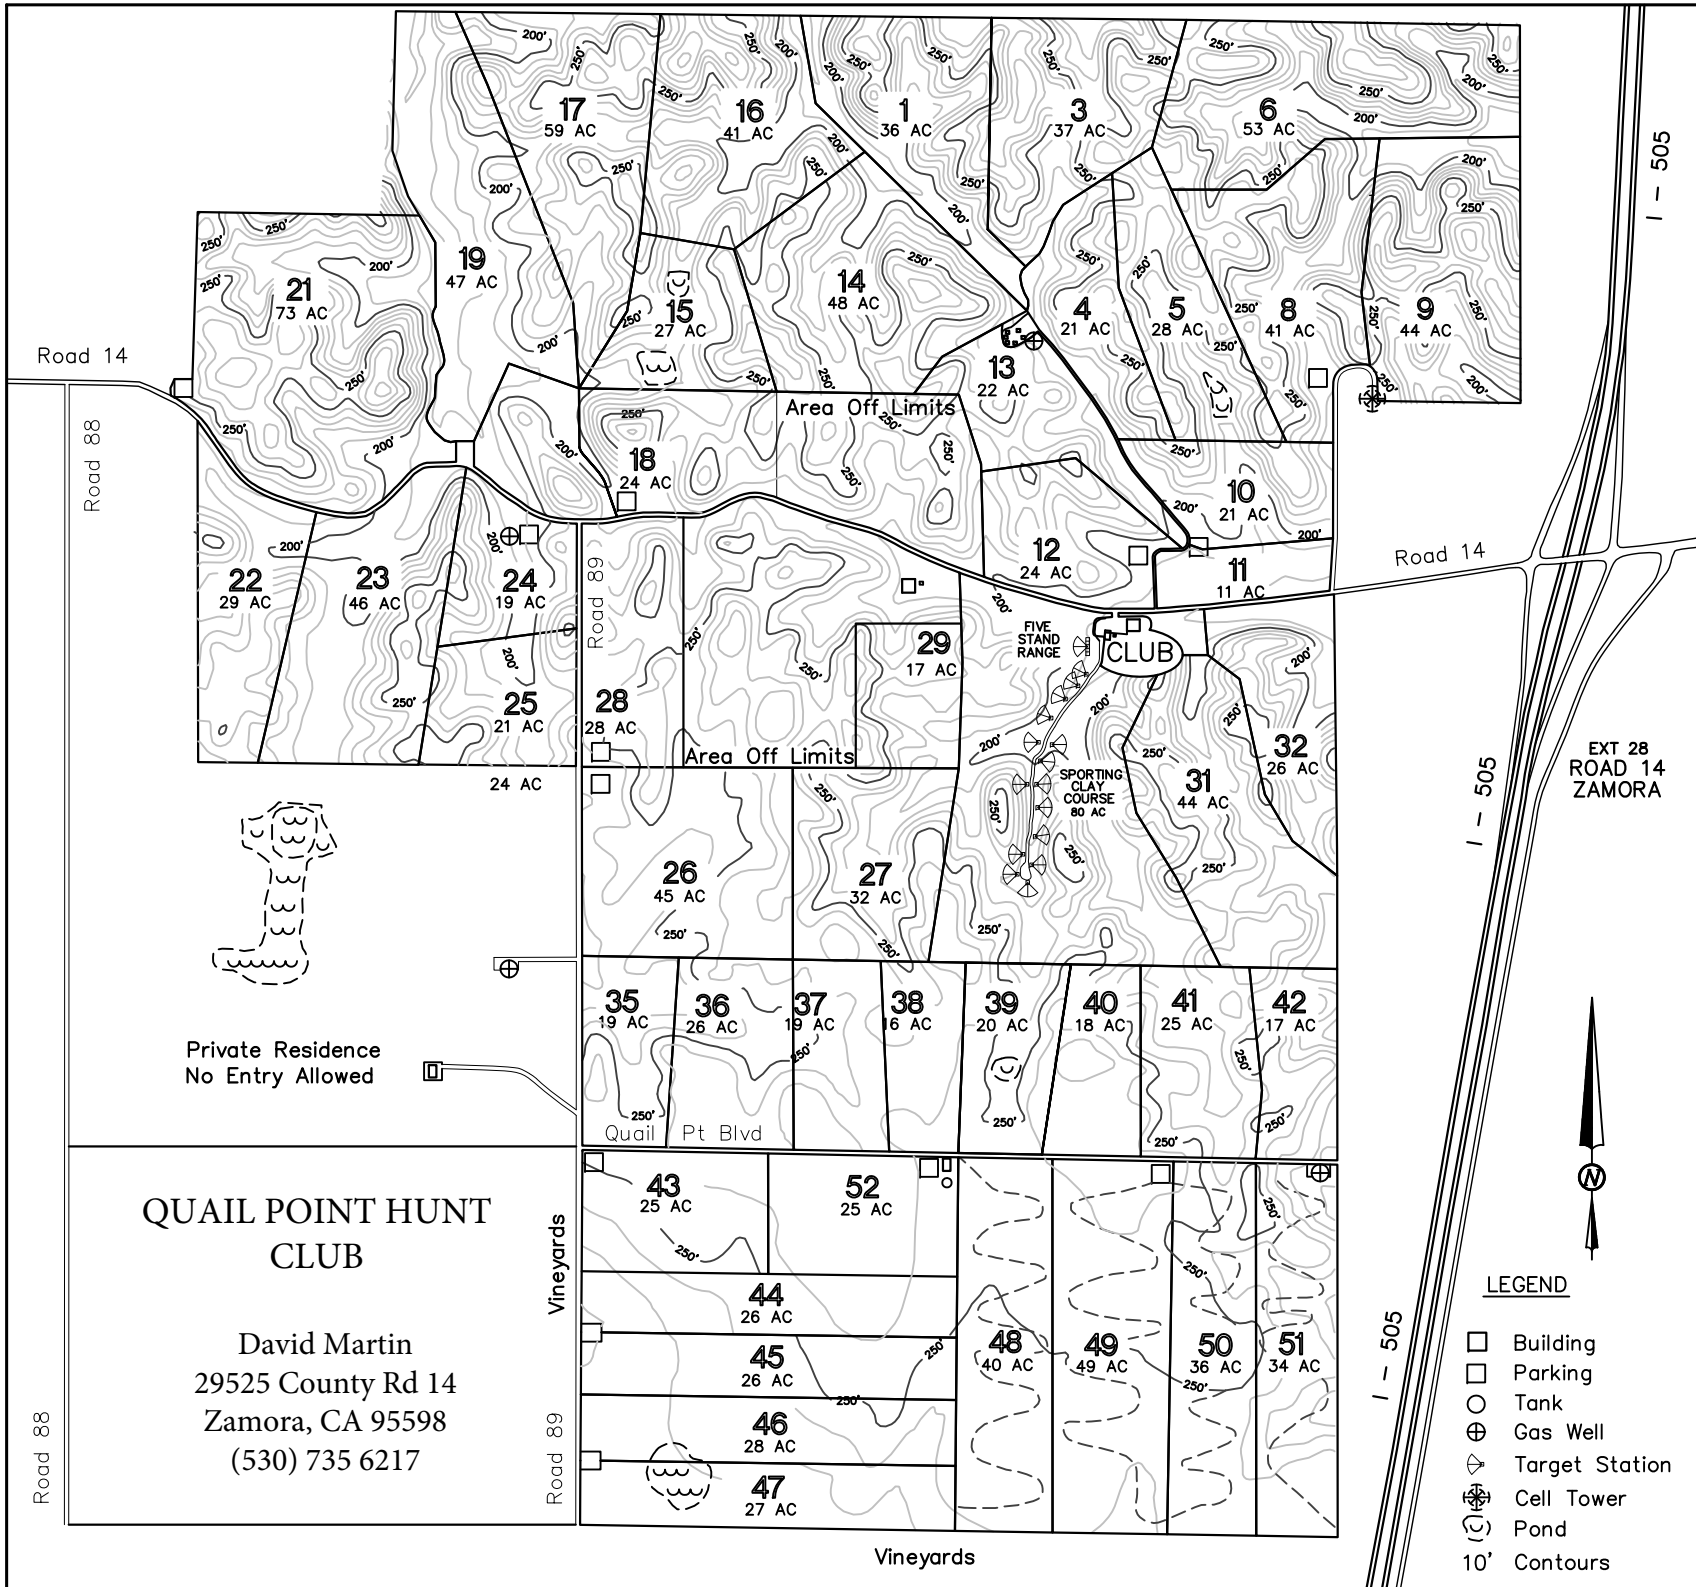 17
59 AC
16
41 AC
1
36 AC
3
37 AC
6
53 AC
I - 505
19
47 AC
21
73 AC
15
27 AC
14
48 AC
4
21 AC
5
28 AC
8
41 AC
9
44 AC
13
22 AC
Road 14
Area Off Limits
Road 88
18
24 AC
10
21 AC
12
24 AC
11
11 AC
Road 14
22
29 AC
23
46 AC
24
19 AC
Road 89
FIVE
STAND
RANGE
CLUB
29
17 AC
25
21 AC
28
28 AC
Area Off Limits
24 AC
SPORTING
CLAY
COURSE
80 AC
31
44 AC
32
26 AC
I - 505
EXT 28
ROAD 14
ZAMORA
26
45 AC
27
32 AC
35
19 AC
36
26 AC
37
19 AC
38
16 AC
39
20 AC
40
18 AC
41
25 AC
42
17 AC
Private Residence
No Entry Allowed
Quail Pt Blvd
43
25 AC
52
25 AC
QUAIL POINT HUNT
CLUB
David Martin
29525 County Rd 14
Zamora, CA 95598
(530) 735 6217
Vineyards
Road 88
Road 89
44
26 AC
45
26 AC
46
28 AC
47
27 AC
48
40 AC
49
49 AC
50
36 AC
51
34 AC
I - 505
Vineyards
N
LEGEND
Building
Parking
Tank
Gas Well
Target Station
Cell Tower
Pond
10' Contours
200'
250'